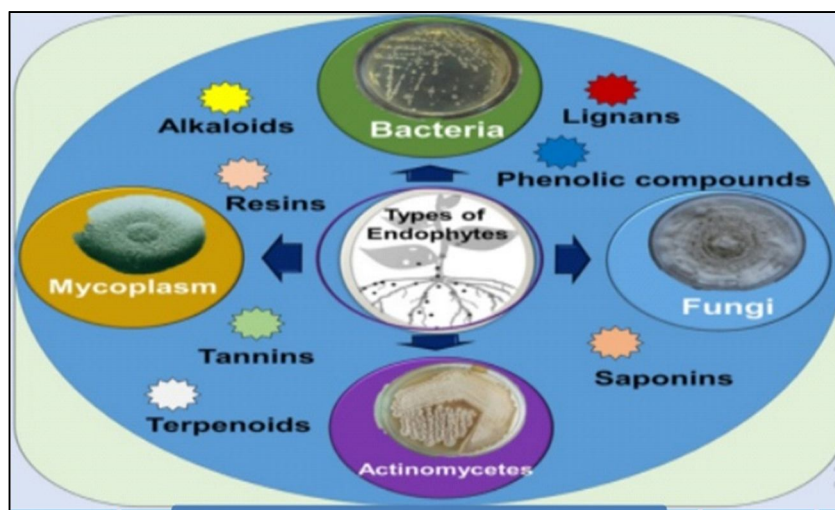 Bacteria
Alkaloids
Lignans
Phenolic compounds
Resins
Types of
Endophytes
Mycoplasm
Fungi
Tannins
Saponins
Terpenoids
Actinomycetes